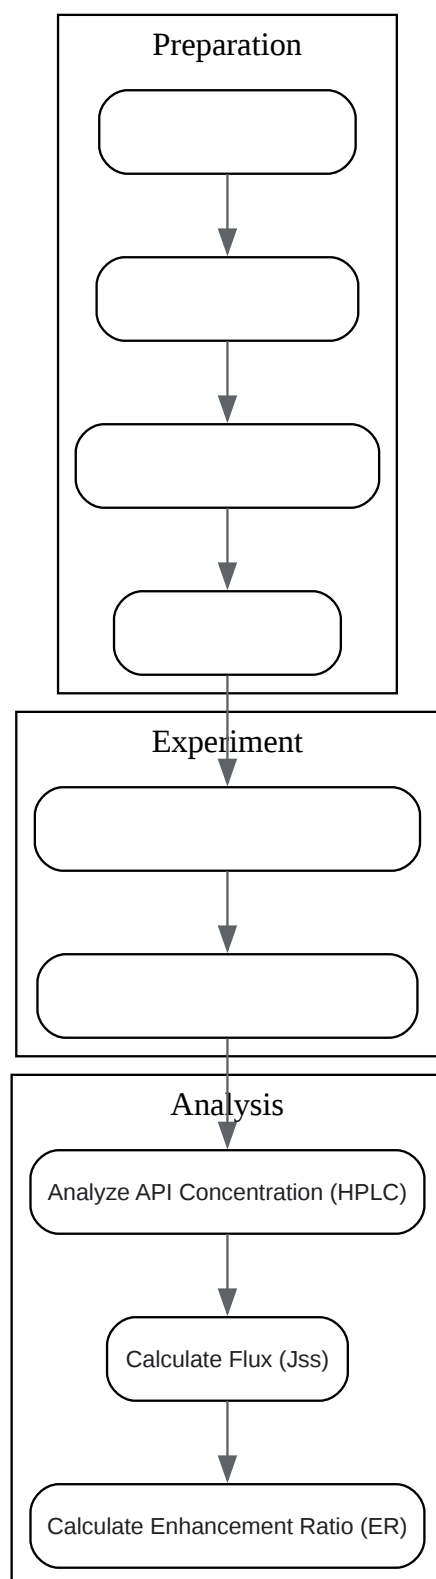 Preparation
Experiment
Analysis
Analyze API Concentration (HPLC)
Calculate Flux (Jss)
Calculate Enhancement Ratio (ER)